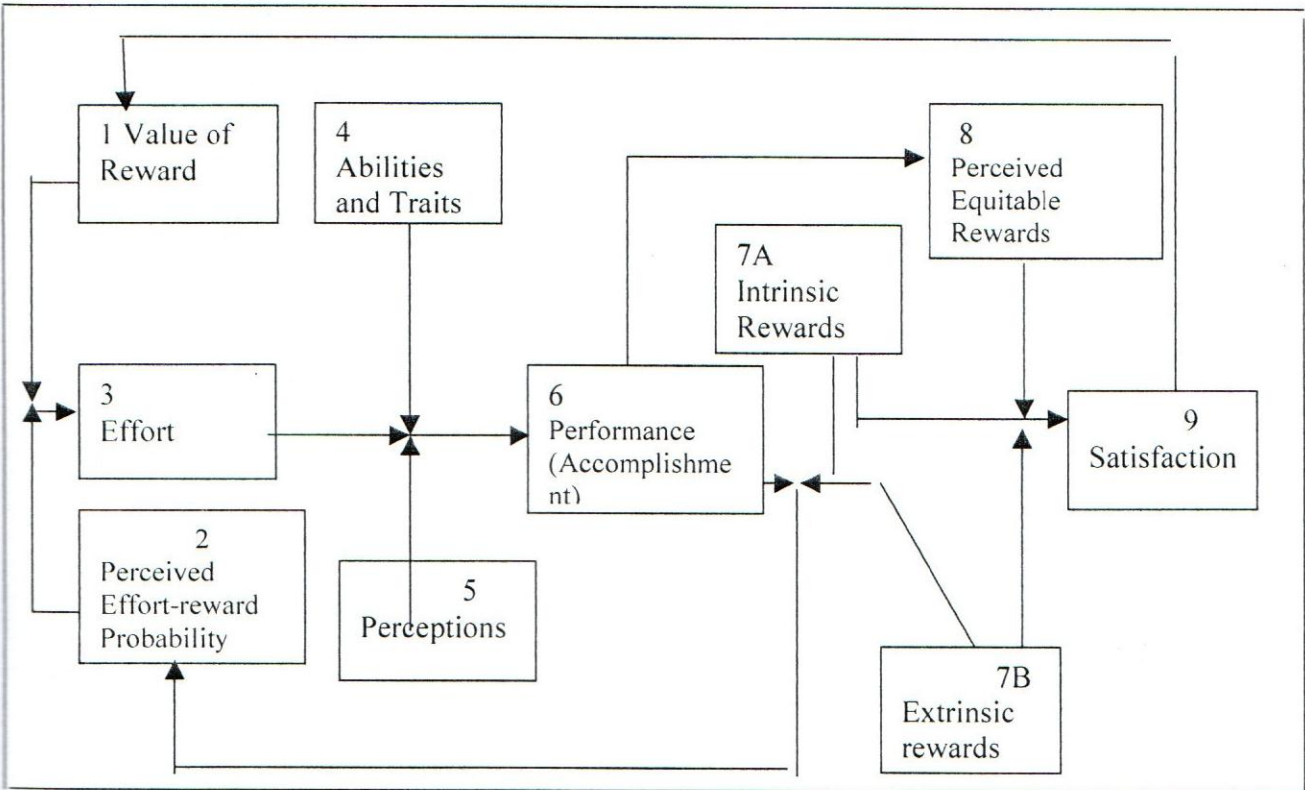 1 Value of
Reward
4
Abilities
and Traits
8
Perceived
Equitable
Rewards
7A
Intrinsic
Rewards
3
Effort
6
Performance
(Accomplishme
nt)
9
Satisfaction
2
Perceived
Effort-reward
Probability
5
Perceptions
7B
Extrinsic
rewards